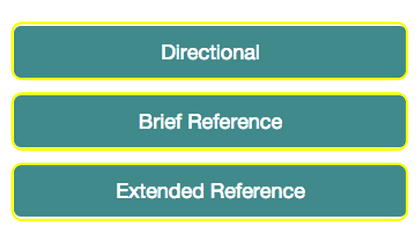 Directional
Brief Reference
Extended Reference